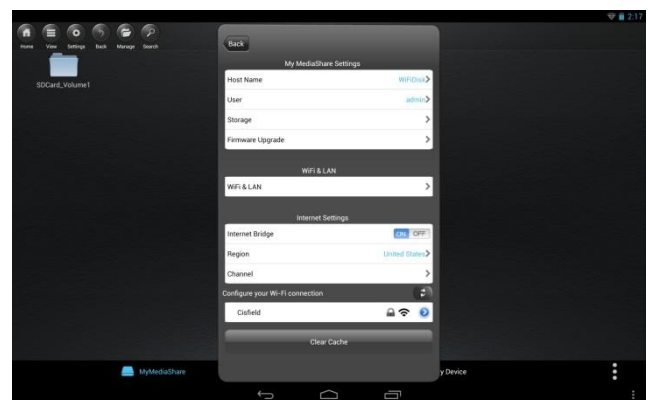 2:17
Home View Settings Back Manage Search
SDCard_Volume1
Back
My MediaShare Settings
Host Name WiFiDisk
User admin
Storage
Firmware Upgrade
WiFi & LAN
WiFi & LAN
Internet Settings
Internet Bridge ON OFF
Region United States
Channel
Configure your Wi-Fi connection
Cisfield
Clear Cache
MyMediaShare y Device